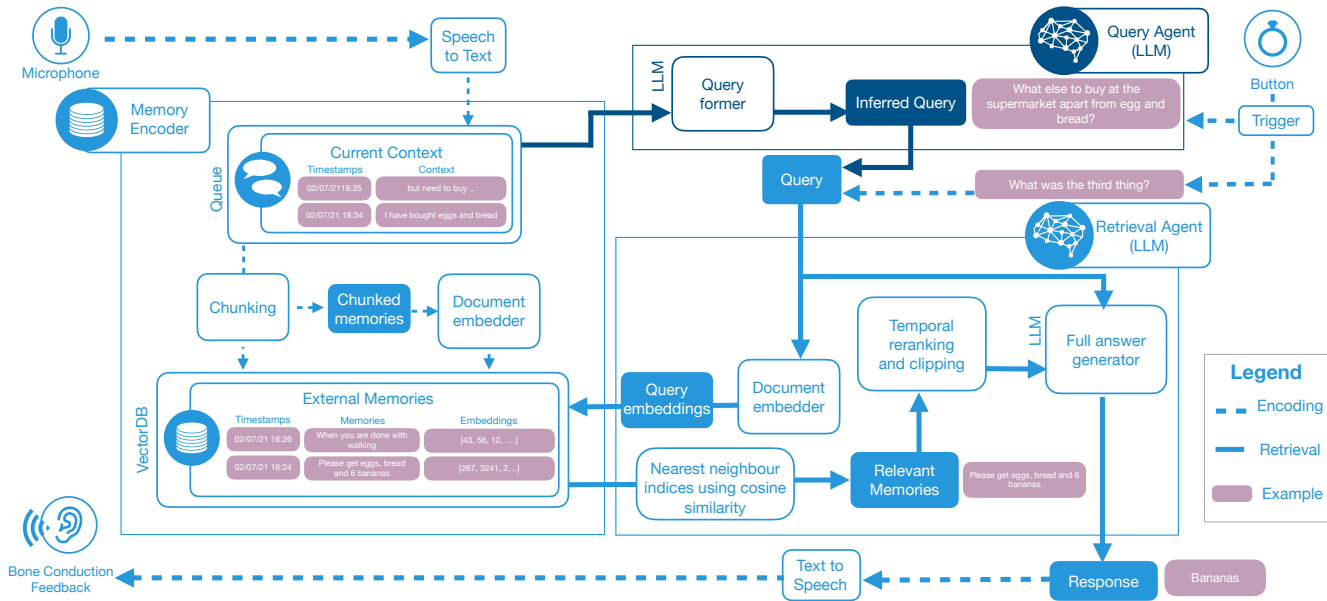 Microphone
Speech
to Text
Memory
Encoder
Queue
Current Context
Timestamps
Context
02/07/2118:35
but need to buy ..
02/07/21 18:34
I have bought eggs and bread
Chunking
Chunked
memories
Document
embedder
VectorDB
External Memories
Timestamps
Memories
Embeddings
02/07/21 16:26
When you are done with
walking
[43, 56, 12, ....]
02/07/21 16:24
Please get eggs, bread
and 6 bananas
[267, 3241, 2, ..]
Bone Conduction
Feedback
LLM
Query
former
Inferred Query
Query Agent
(LLM)
What else to buy at the
supermarket apart from egg and
bread?
Button
Trigger
Query
What was the third thing?
Retrieval Agent
(LLM)
Temporal
reranking
and clipping
LLM
Full answer
generator
Query
embeddings
Document
embedder
Nearest neighbour
indices using cosine
similarity
Relevant
Memories
Please get eggs, bread and 6
bananas
Legend
Encoding
Retrieval
Example
Text to
Speech
Response
Bananas